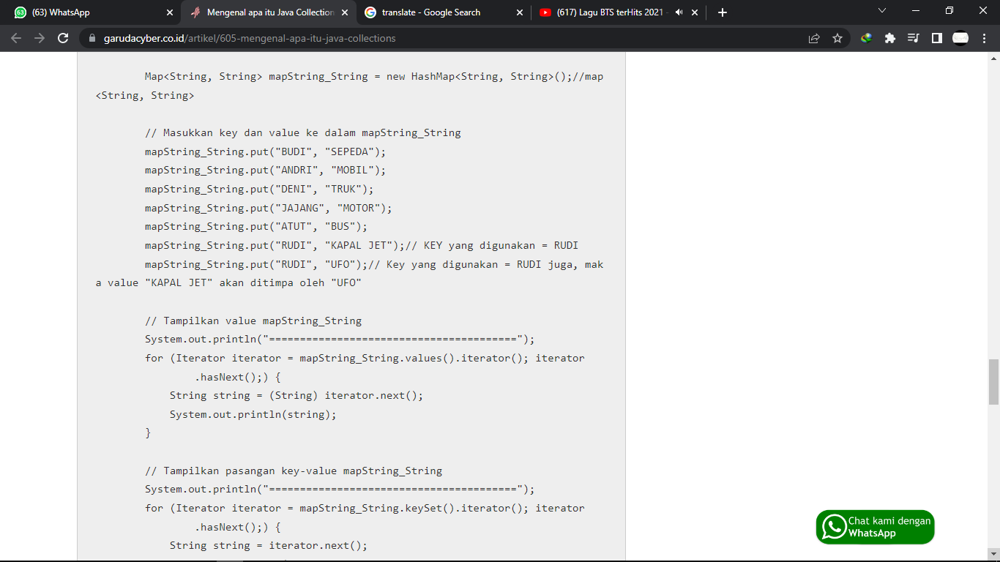 (63) WhatsApp
Mengenal apa itu Java Collection
translate - Google Search
(617) Lagu BTS terHits 2021 -
garudacyber.co.id/artikel/605-mengenal-apa-itu-java-collections
Map<String, String> mapString_String = new HashMap<String, String>();//map
<String, String>
// Masukkan key dan value ke dalam mapString_String
mapString_String.put("BUDI", "SEPEDA");
mapString_String.put("ANDRI", "MOBIL");
mapString_String.put("DENI", "TRUK");
mapString_String.put("JAJANG", "MOTOR");
mapString_String.put("ATUT", "BUS");
mapString_String.put("RUDI", "KAPAL JET");// KEY yang digunakan = RUDI
mapString_String.put("RUDI", "UFO");// Key yang digunakan = RUDI juga, mak
a value "KAPAL JET" akan ditimpa oleh "UFO"
// Tampilkan value mapString_String
System.out.println("========================================");
for (Iterator iterator = mapString_String.values().iterator(); iterator
.hasNext();) {
String string = (String) iterator.next();
System.out.println(string);
}
// Tampilkan pasangan key-value mapString_String
System.out.println("========================================");
for (Iterator iterator = mapString_String.keySet().iterator(); iterator
.hasNext();) {
String string = iterator.next();
Chat kami dengan
WhatsApp